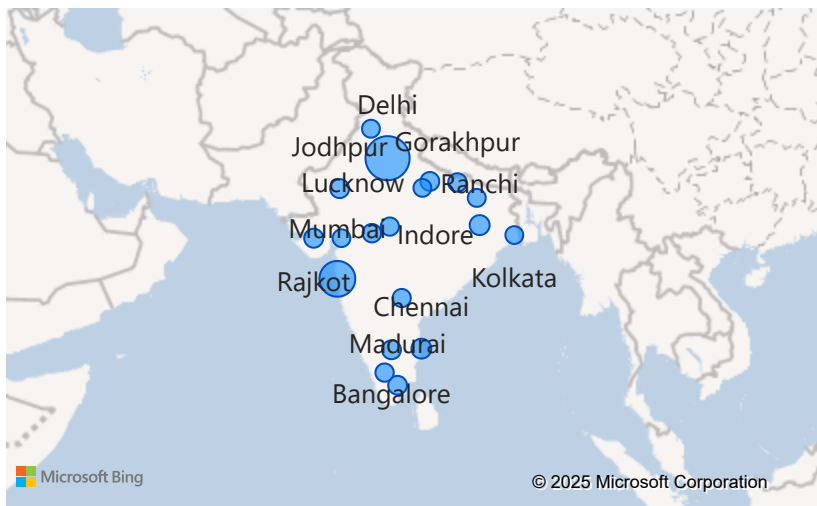 Delhi
Jodhpur
Gorakhpur
Lucknow
Ranchi
Mumbai
Indore
Rajkot
Kolkata
Chennai
Madurai
Bangalore
Microsoft Bing
© 2025 Microsoft Corporation